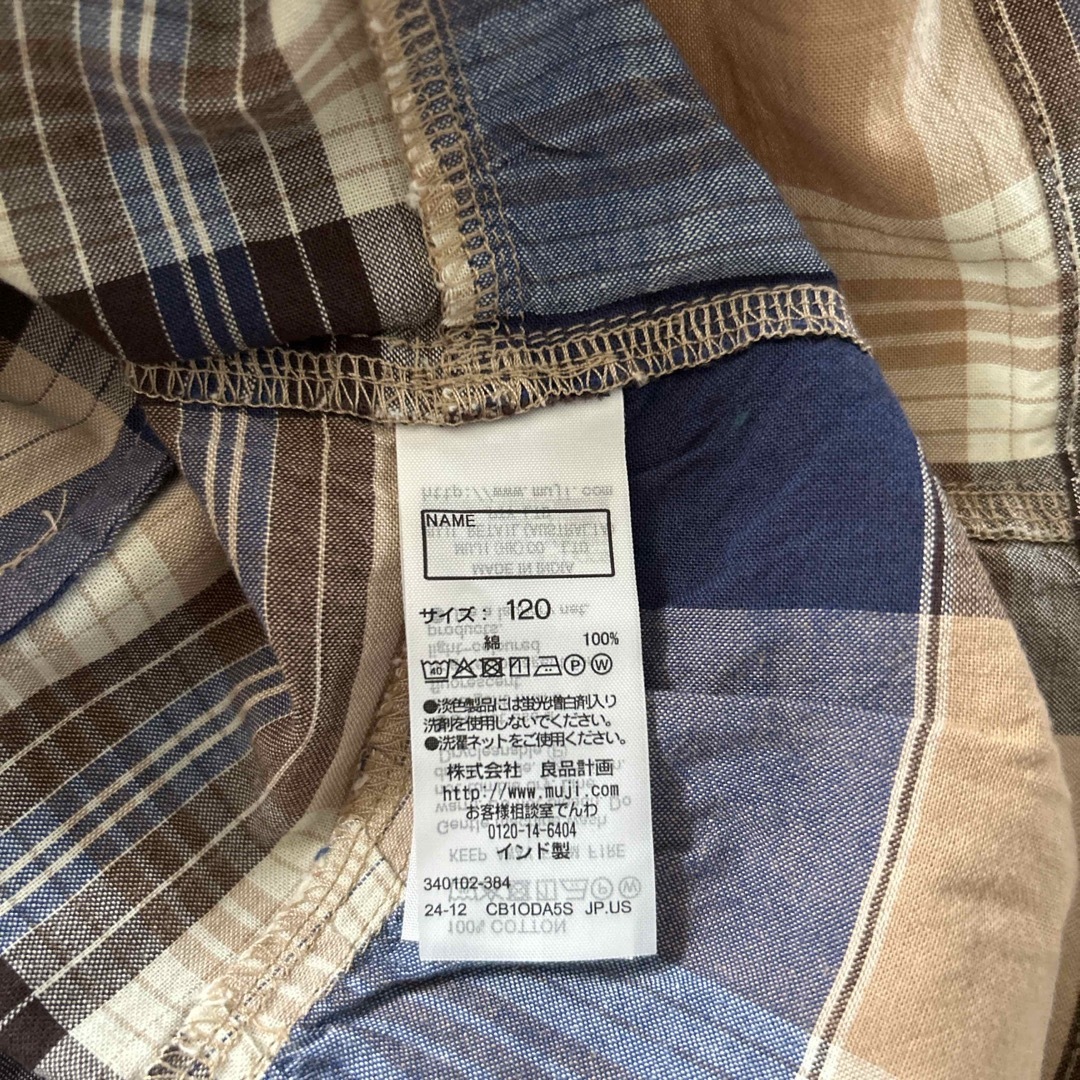 NAME
サイズ: 120
綿 100%
40 P W
●淡色製品には蛍光増白剤入り
洗剤を使用しないでください。
●洗濯ネットをご使用ください。
株式会社 良品計画
http://www.muji.com
お客様相談室でんわ
0120-14-6404
インド製
340102-384
24-12 CB1ODA5S JP.US